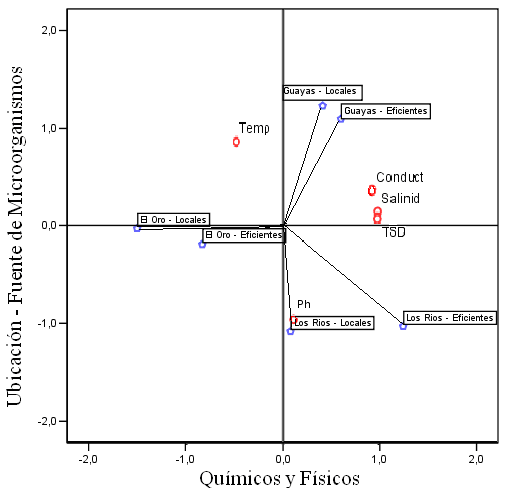 2,0
Guayas - Locales
Guayas - Eficientes
1,0
Temp
Conduct
Salinid
El Oro - Locales
0,0
TSD
El Oro - Eficientes
Ph
Los Rios - Locales
Los Rios - Eficientes
-1,0
-2,0
-2,0 -1,0 0,0 1,0 2,0
Químicos y Físicos
Ubicación - Fuente de Microorganismos